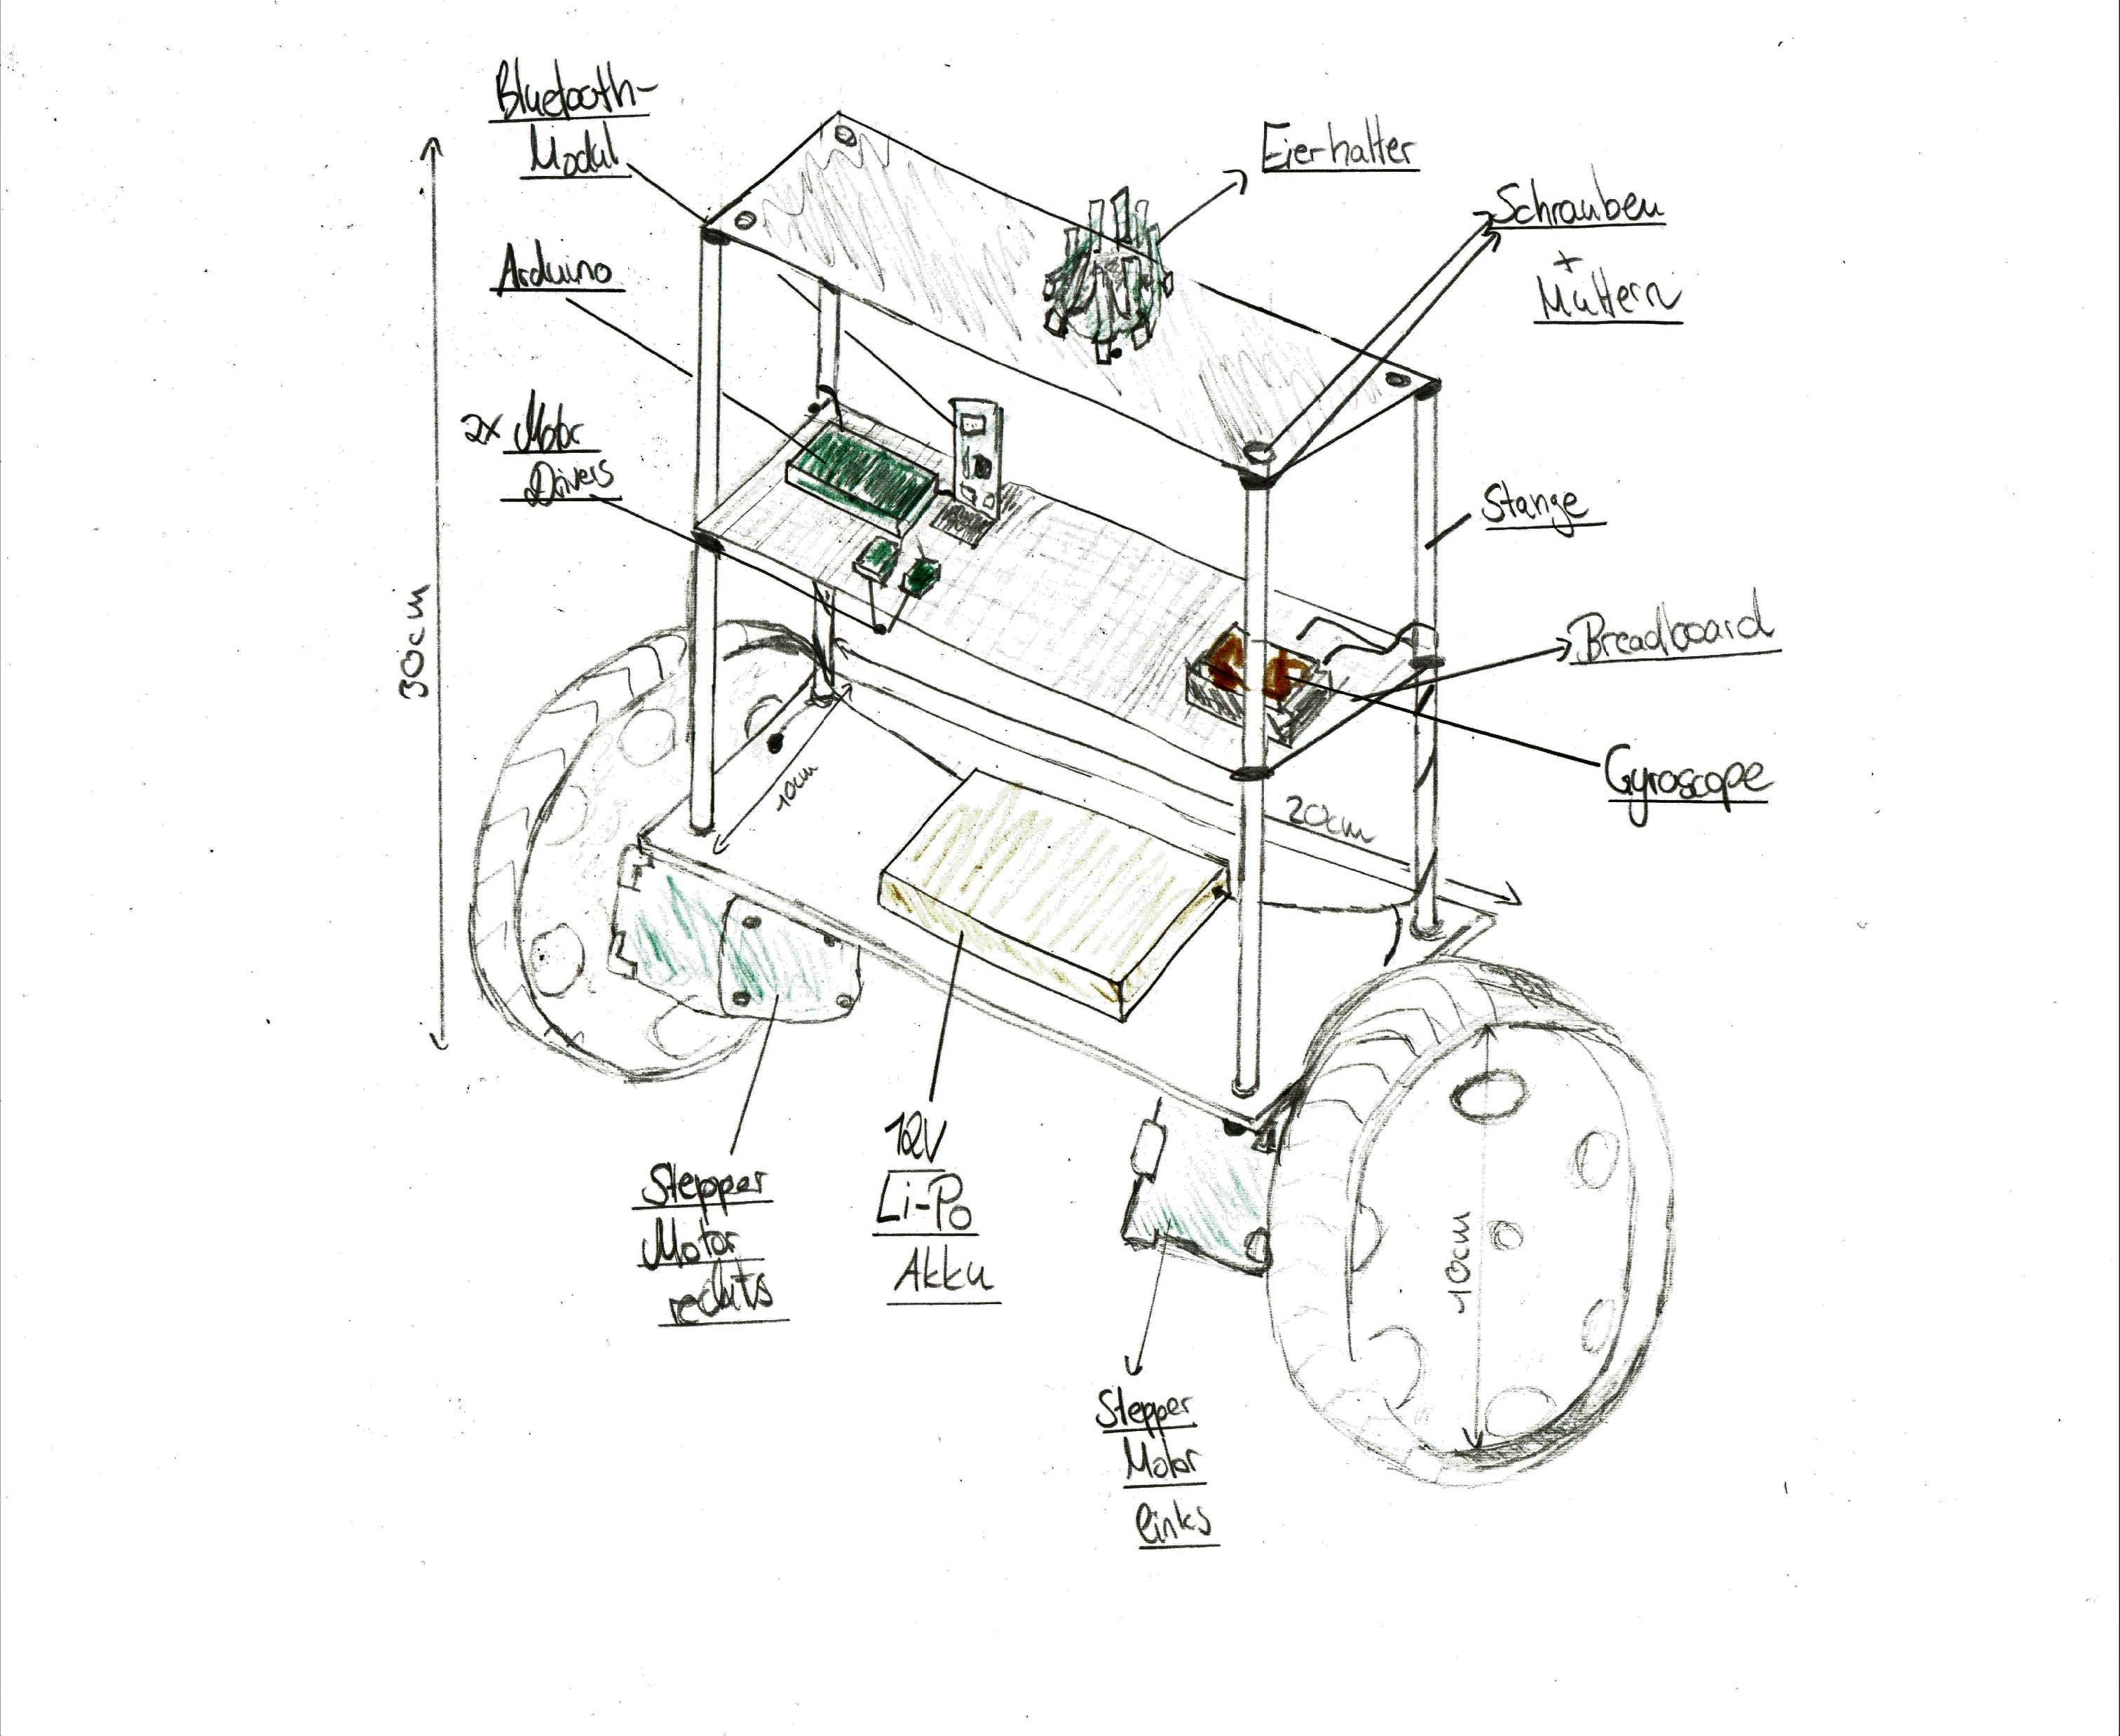 Bluetooth-
Modul
Arduino
2x Motor
Drivers
30cm
Eierhalter
Schrauben
+
Muttern
Stange
Breadboard
Gyroscope
10cm
20cm
10cm
Stepper
Motor
rechts
12V
Li-Po
Akku
Stepper
Motor
links